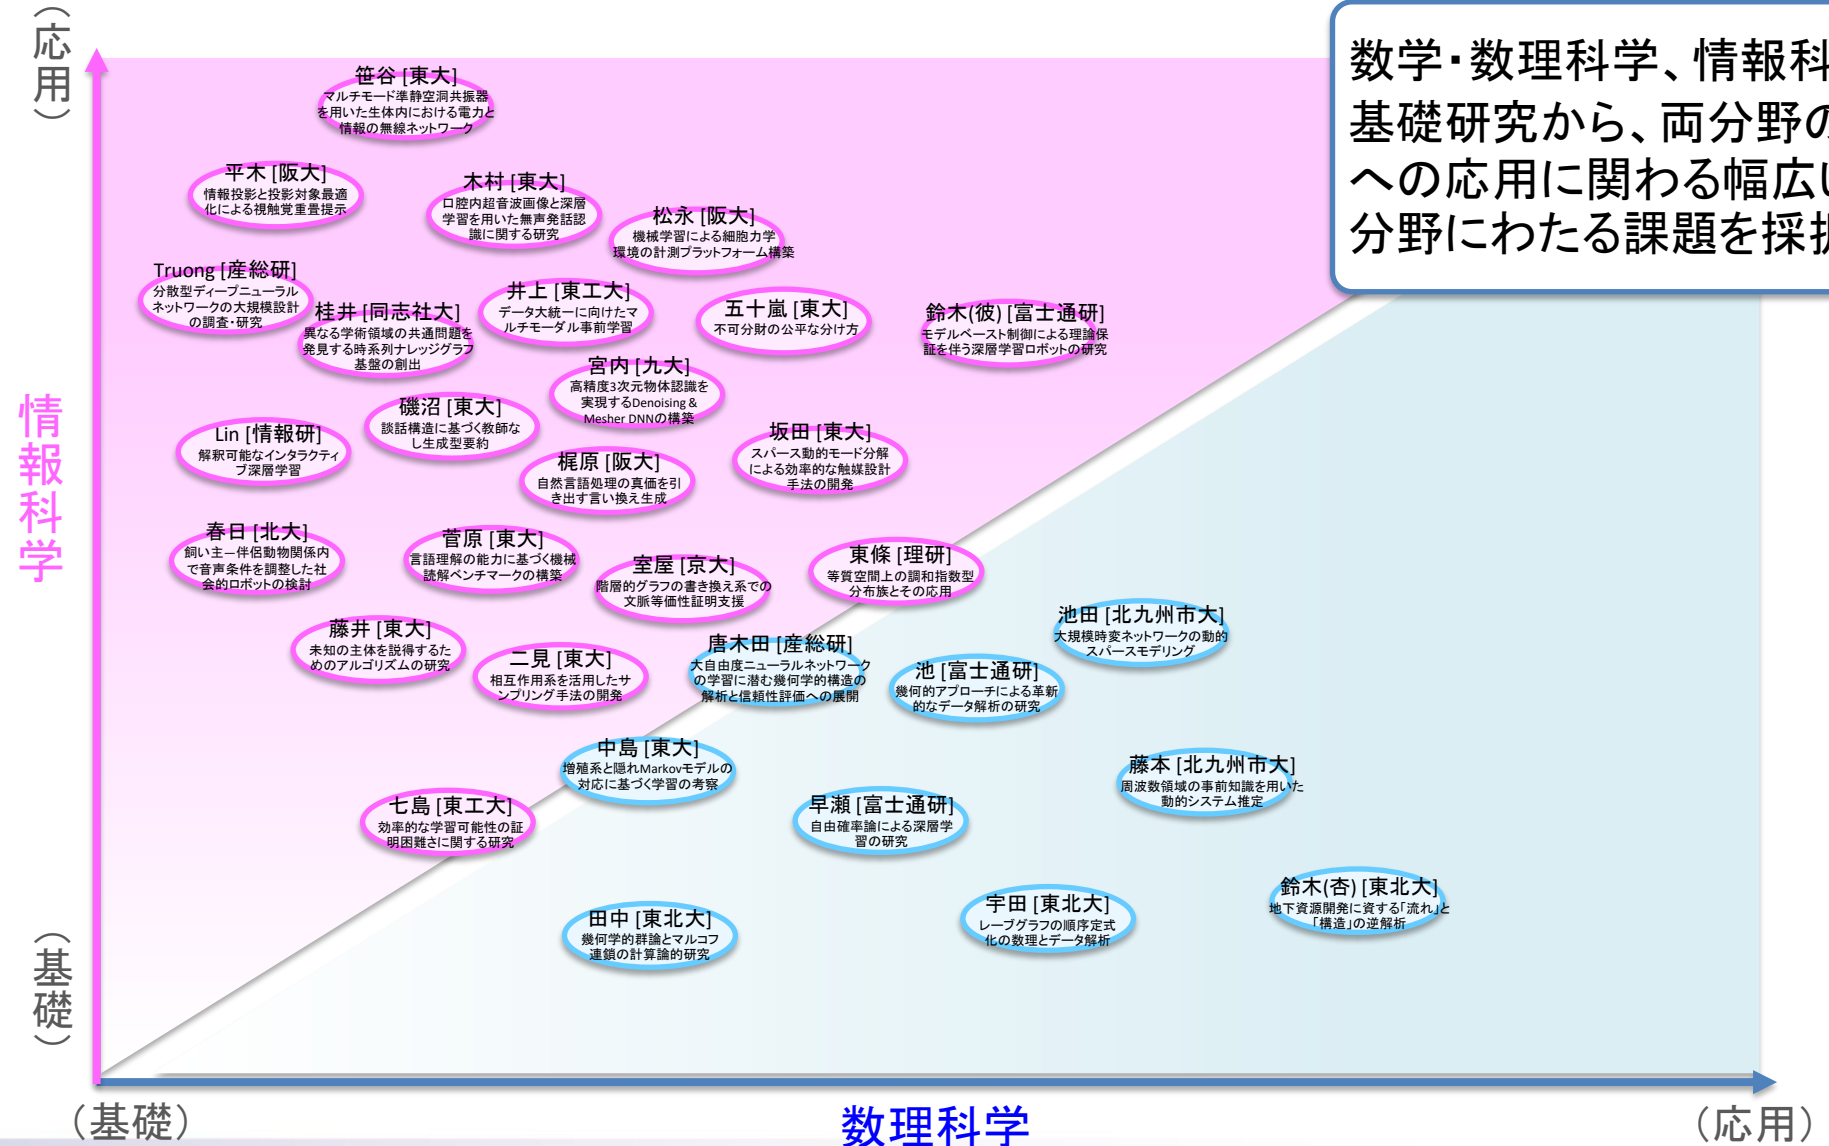 （応用）
数学・数理科学、情報科
基礎研究から、両分野の
への応用に関わる幅広い
分野にわたる課題を採択
笹谷 [東大]
マルチモード準静空洞共振器
を用いた生体内における電力と
情報の無線ネットワーク
平木 [阪大]
情報投影と投影対象最適
化による視触覚重畳提示
木村 [東大]
口腔内超音波画像と深層
学習を用いた無声発話認
識に関する研究
松永 [阪大]
機械学習による細胞力学
環境の計測プラットフォーム構築
Truong [産総研]
分散型ディープニューラル
ネットワークの大規模設計
の調査・研究
桂井 [同志社大]
異なる学術領域の共通問題を
発見する時系列ナレッジグラフ
基盤の創出
井上 [東工大]
データ大統一に向けたマ
ルチモーダル事前学習
五十嵐 [東大]
不可分財の公平な分け方
鈴木(彼) [富士通研]
モデルベースト制御による理論保
証を伴う深層学習ロボットの研究
宮内 [九大]
高精度3次元物体認識を
実現するDenoising＆
Mesher DNNの構築
磯沼 [東大]
談話構造に基づく教師な
し生成型要約
Lin [情報研]
解釈可能なインタラクティ
ブ深層学習
坂田 [東大]
スパース動的モード分解
による効率的な触媒設計
手法の開発
梶原 [阪大]
自然言語処理の真価を引
き出す言い換え生成
情報科学
春日 [北大]
飼い主―伴侶動物関係内
で音声条件を調整した社
会的ロボットの検討
菅原 [東大]
言語理解の能力に基づく機械
読解ベンチマークの構築
室屋 [京大]
階層的グラフの書き換え系での
文脈等価性証明支援
東條 [理研]
等質空間上の調和指数型
分布族とその応用
池田 [北九州市大]
大規模時変ネットワークの動的
スパースモデリング
藤井 [東大]
未知の主体を説得するた
めのアルゴリズムの研究
二見 [東大]
相互作用系を活用したサ
ンプリング手法の開発
唐木田 [産総研]
大自由度ニューラルネットワーク
の学習に潜む幾何学的構造の
解析と信頼性評価への展開
池 [富士通研]
幾何的アプローチによる革新
的なデータ解析の研究
中島 [東大]
増殖系と隠れMarkovモデルの
対応に基づく学習の考察
藤本 [北九州市大]
周波数領域の事前知識を用いた
動的システム推定
七島 [東工大]
効率的な学習可能性の証
明困難さに関する研究
早瀬 [富士通研]
自由確率論による深層学
習の研究
鈴木(杏) [東北大]
地下資源開発に資する「流れ」と
「構造」の逆解析
田中 [東北大]
幾何学的群論とマルコフ
連鎖の計算論的研究
宇田 [東北大]
レーブグラフの順序定式
化の数理とデータ解析
（基礎）
（基礎）
数理科学
（応用）